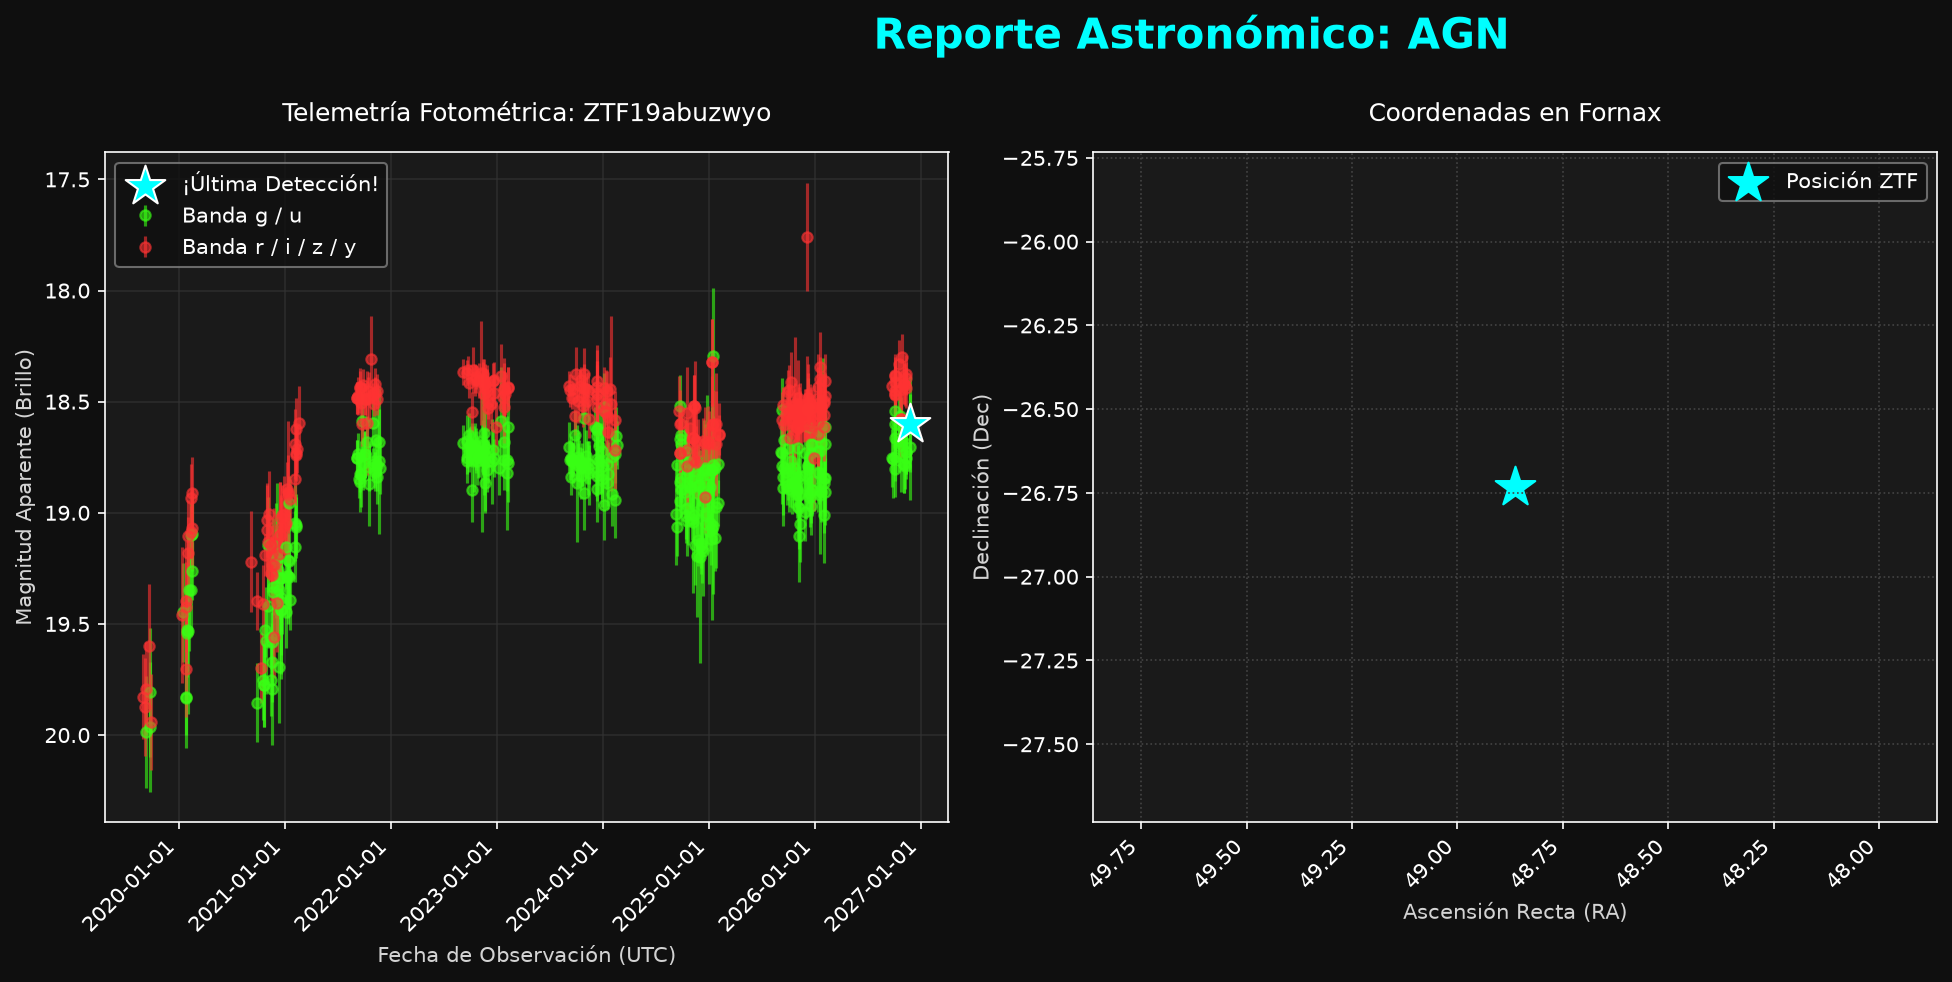 Reporte Astronómico: AGN
Telemetría Fotométrica: ZTF19abuzwyo
¡Última Detección!
Banda g / u
Banda r / i / z / y
Magnitud Aparente (Brillo)
17.5
18.0
18.5
19.0
19.5
20.0
2020-01-01
2021-01-01
2022-01-01
2023-01-01
2024-01-01
2025-01-01
2026-01-01
2027-01-01
Fecha de Observación (UTC)
Coordenadas en Fornax
Posición ZTF
Declinación (Dec)
−25.75
−26.00
−26.25
−26.50
−26.75
−27.00
−27.25
−27.50
49.75
49.50
49.25
49.00
48.75
48.50
48.25
48.00
Ascensión Recta (RA)